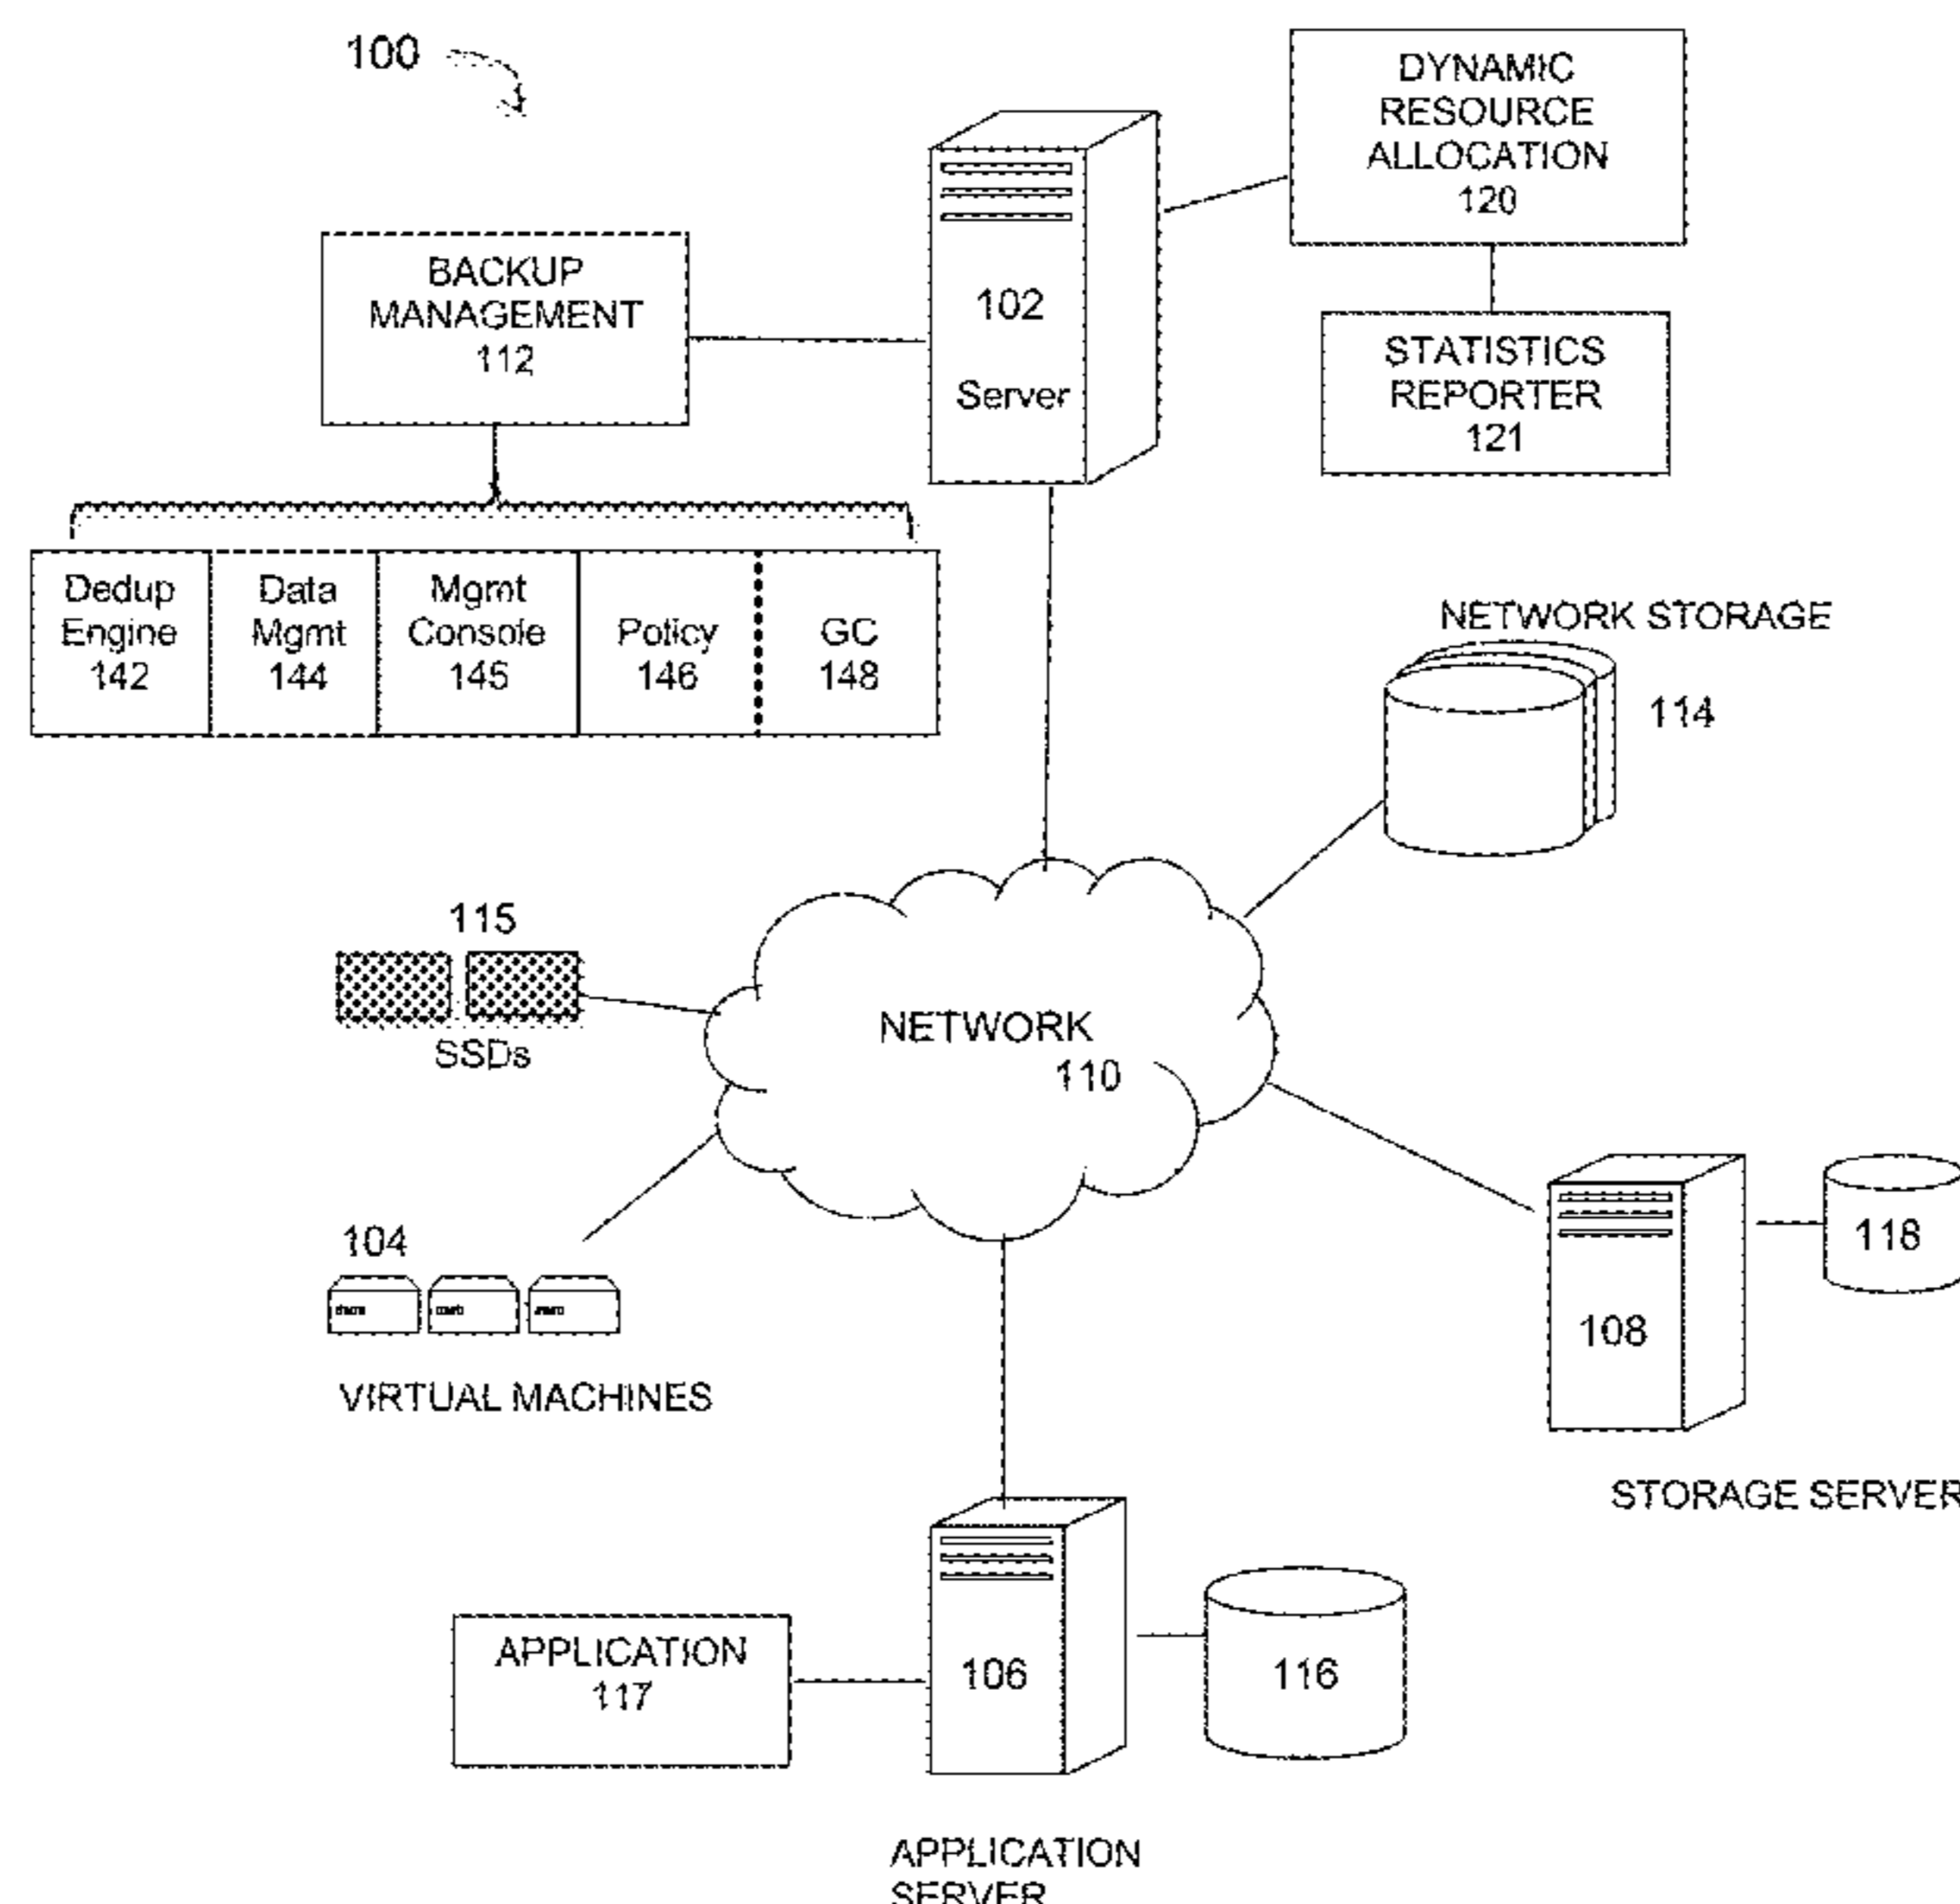 100
DYNAMIC
RESOURCE
ALLOCATION
120
BACKUP
MANAGEMENT
112
102
Server
STATISTICS
REPORTER
121
Dedup
Engine
142
Data
Mgmt
144
Mgmt
Console
145
Policy
146
GC
148
NETWORK STORAGE
114
115
SSDs
NETWORK
110
104
VIRTUAL MACHINES
118
108
STORAGE SERVER
APPLICATION
117
106
116
APPLICATION
SERVER